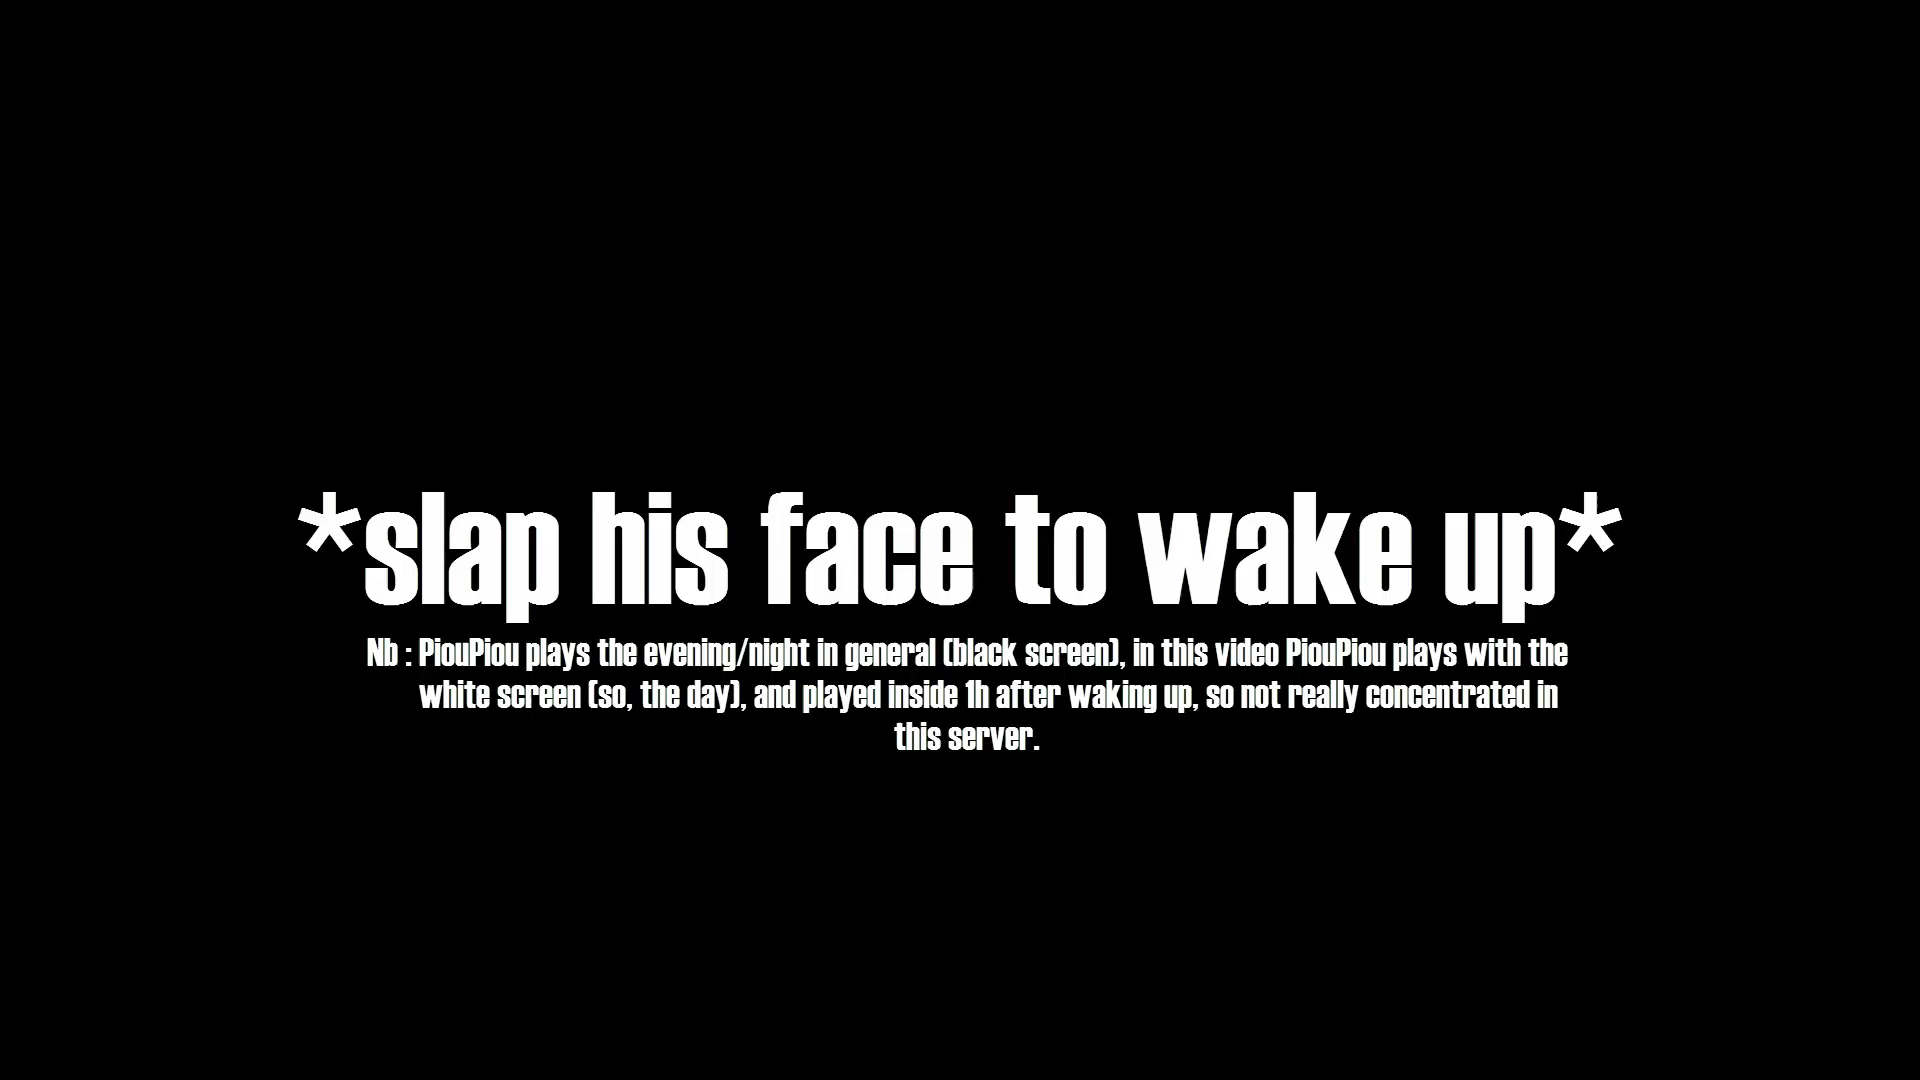 *slap his face to wake up*
Nb : PiouPiou plays the evening/night in general (black screen), in this video PiouPiou plays with the
white screen (so, the day), and played inside 1h after waking up, so not really concentrated in
this server.